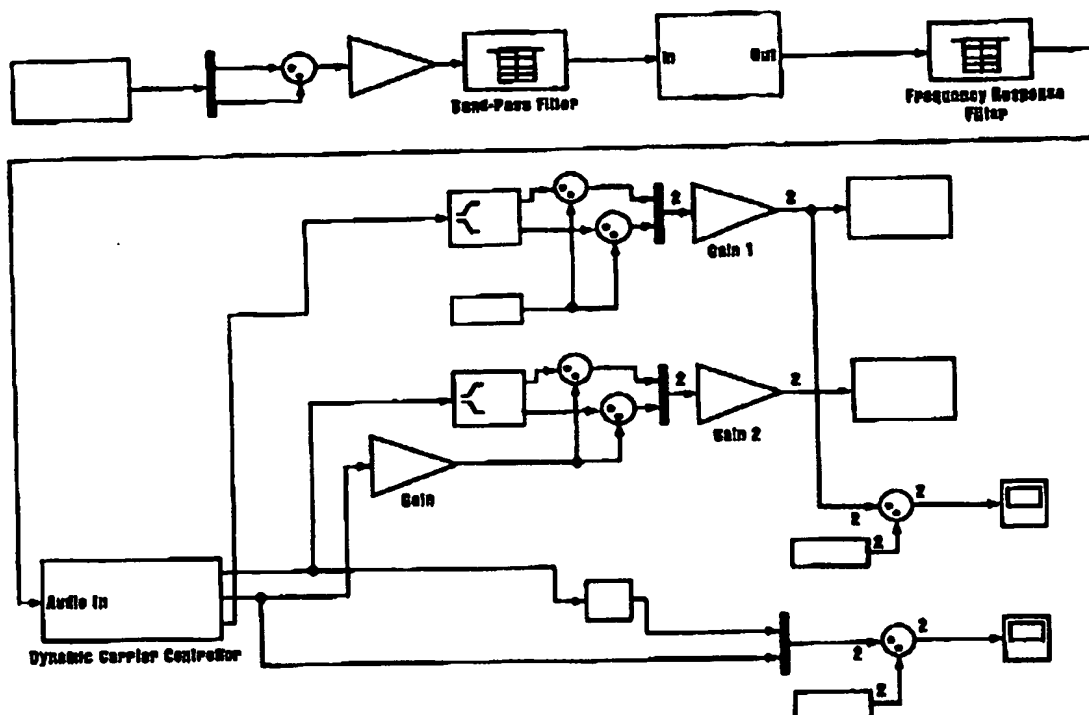 In
Out
Band-Pass Filter
Frequency Response
Filter
2
2
Gain 1
2
2
Gain 2
Gain
2
2
2
Audio In
Dynamic Carrier Controller
2
2
2